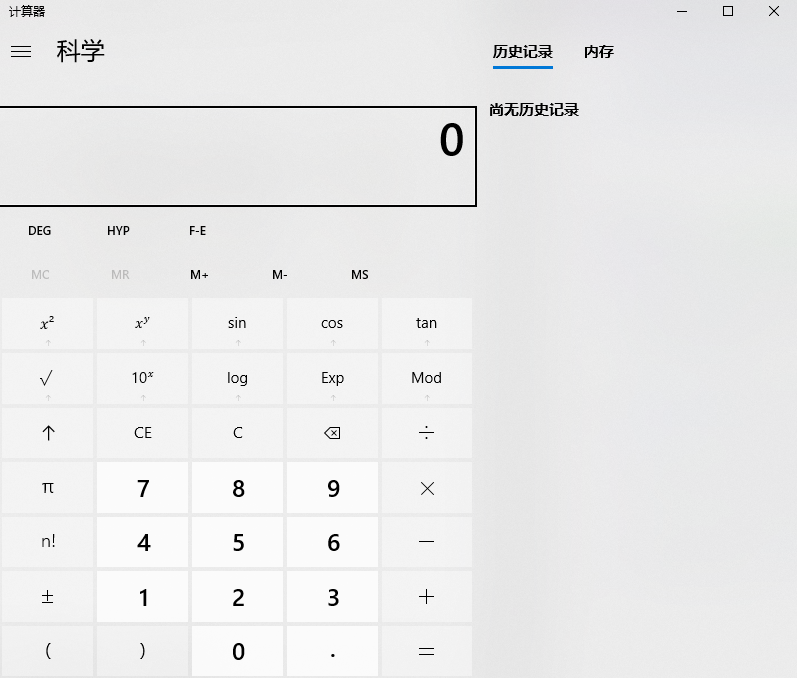 计算器
科学
历史记录 内存
尚无历史记录
0
DEG HYP F-E
MC MR M+ M- MS
x² xʸ sin cos tan
√ 10ˣ log Exp Mod
↑ CE C ⌫ ÷
π 7 8 9 ×
n! 4 5 6 −
± 1 2 3 +
( ) 0 . =